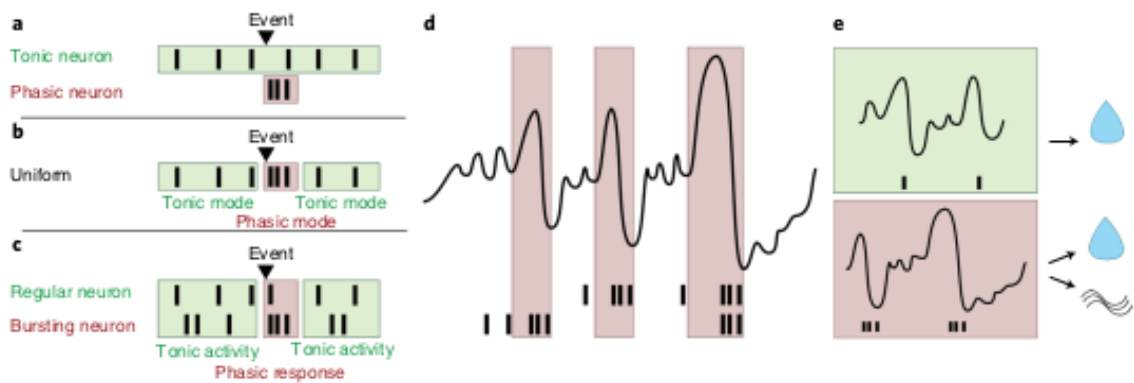 a
Event
Tonic neuron
Phasic neuron
b
Event
Uniform
Tonic mode Tonic mode
Phasic mode
c
Event
Regular neuron
Bursting neuron
Tonic activity Tonic activity
Phasic response
d
e